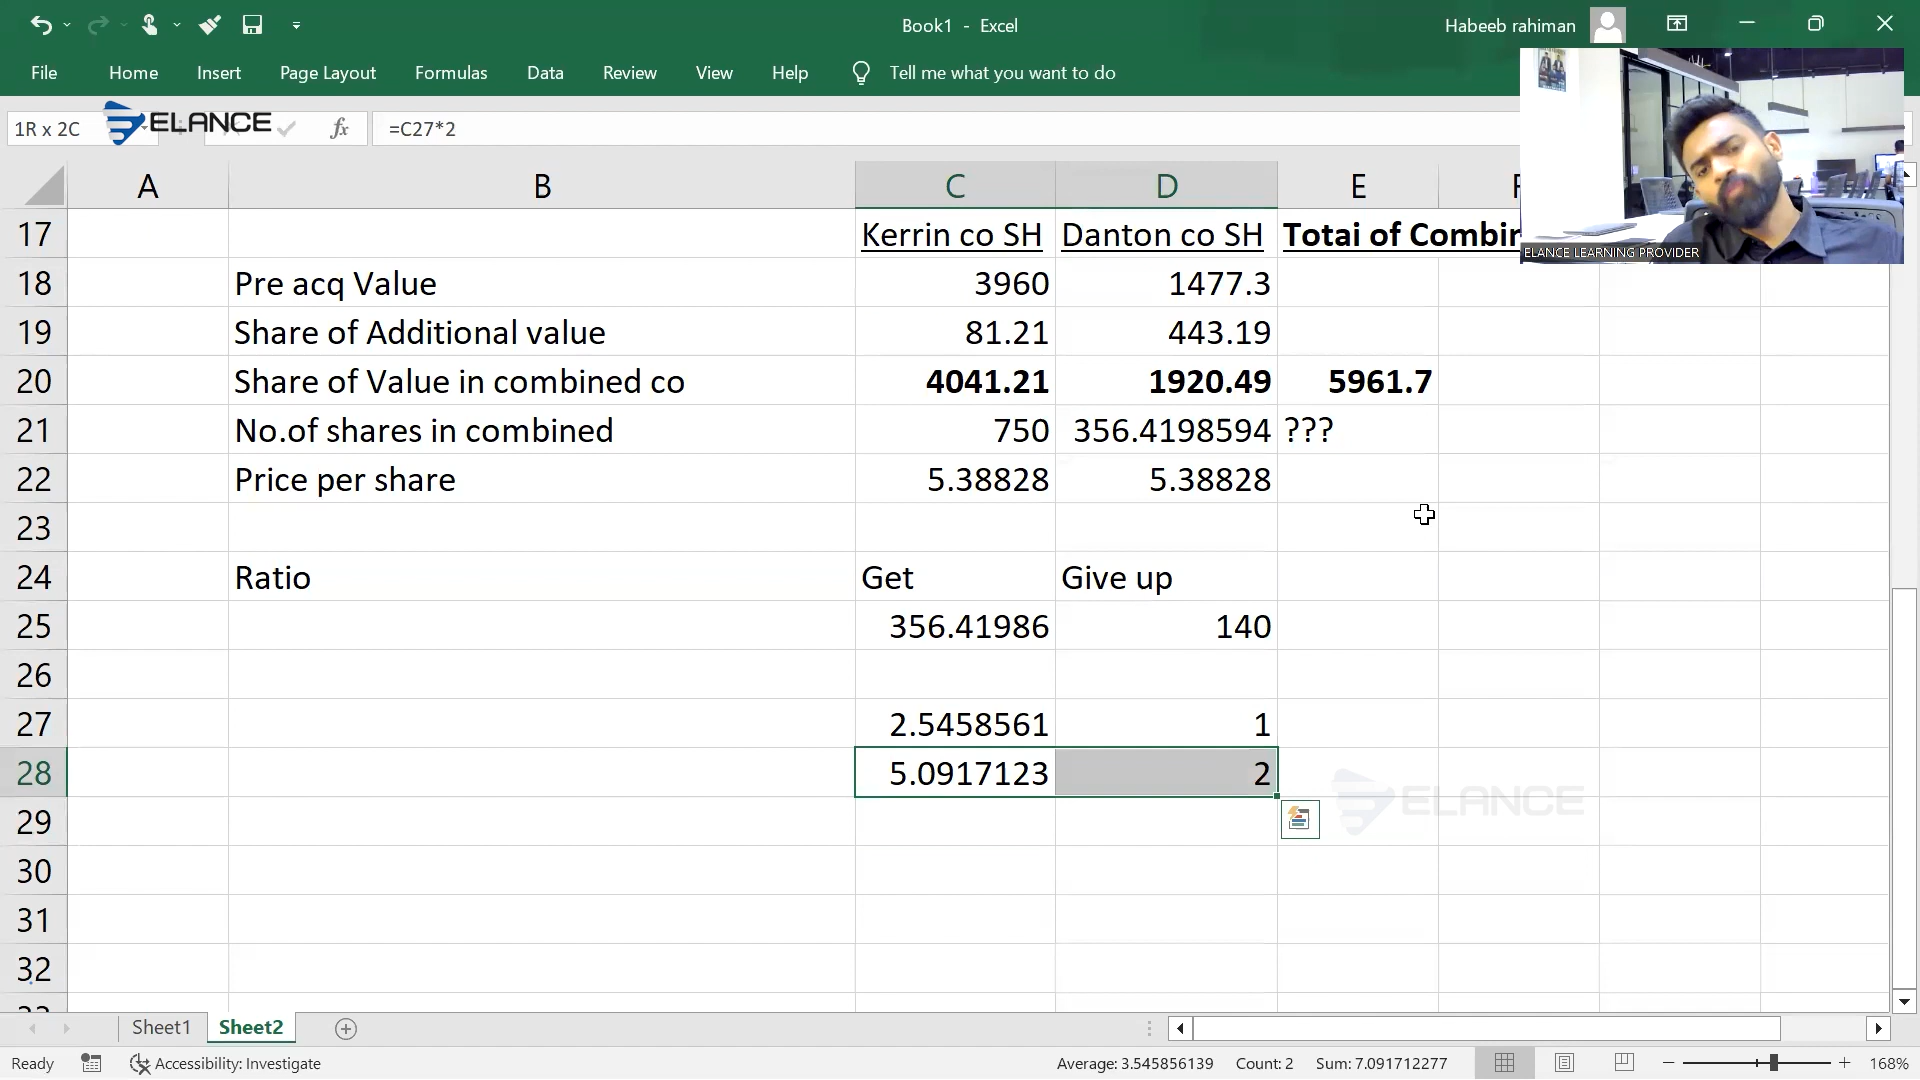 Book1 - Excel
Habeeb rahiman
File Home Insert Page Layout Formulas Data Review View Help Tell me what you want to do
1R x 2C
ELANCE
fx
=C27*2
A B C D E
17 Kerrin co SH Danton co SH Totai of Combin
ELANCE LEARNING PROVIDER
18 Pre acq Value 3960 1477.3
19 Share of Additional value 81.21 443.19
20 Share of Value in combined co 4041.21 1920.49 5961.7
21 No.of shares in combined 750 356.4198594 ???
22 Price per share 5.38828 5.38828
23
24 Ratio Get Give up
25 356.41986 140
26
27 2.5458561 1
28 5.0917123 2
ELANCE
29
30
31
32
Sheet1 Sheet2
Ready Accessibility: Investigate Average: 3.545856139 Count: 2 Sum: 7.091712277 168%